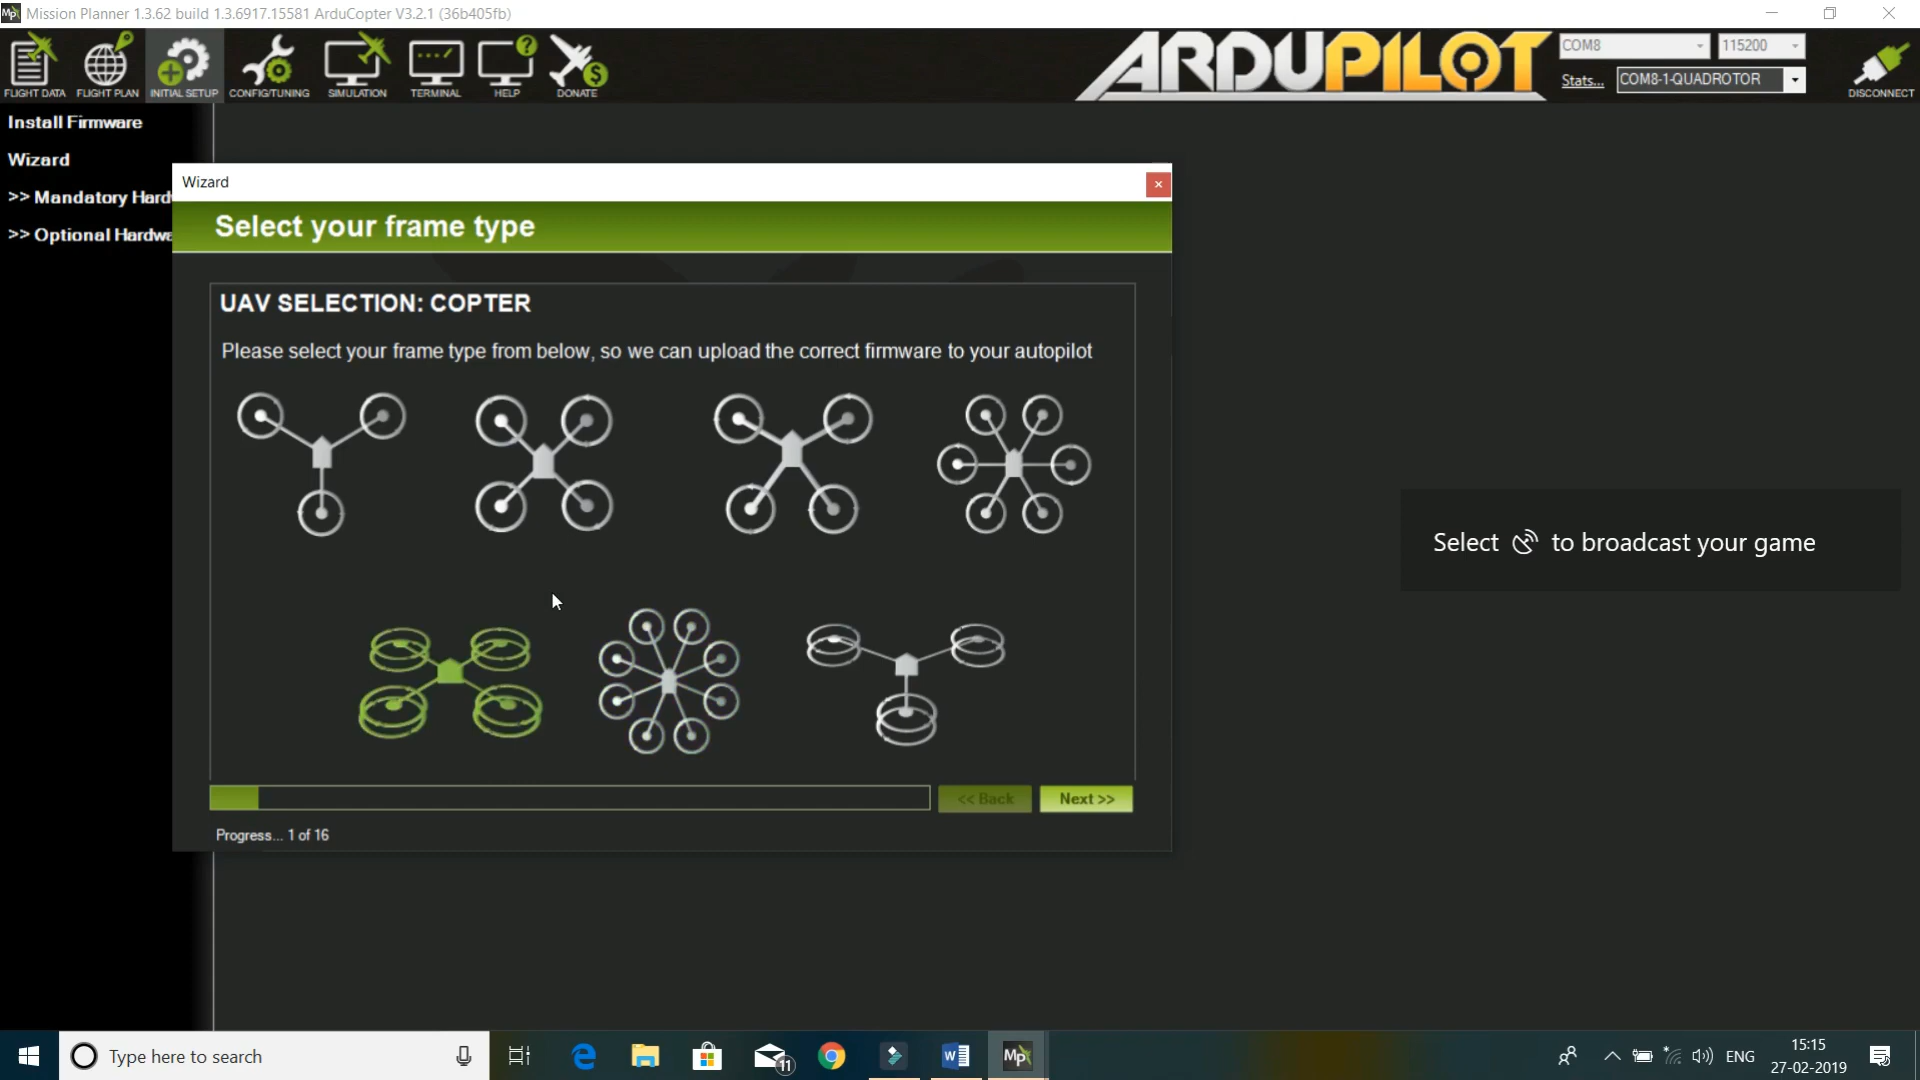 Mission Planner 1.3.62 build 1.3.6917.15581 ArduCopter V3.2.1 (36b405fb)
FLIGHT DATA FLIGHT PLAN INITIAL SETUP CONFIG/TUNING SIMULATION TERMINAL HELP DONATE
ARDUPILOT
COM8 115200
Stats... COM8-1-QUADROTOR
DISCONNECT
Install Firmware
Wizard
>> Mandatory Hard
>> Optional Hardwa
Wizard
Select your frame type
UAV SELECTION: COPTER
Please select your frame type from below, so we can upload the correct firmware to your autopilot
Select to broadcast your game
<< Back Next >>
Progress... 1 of 16
Type here to search
11
ENG
15:15
27-02-2019